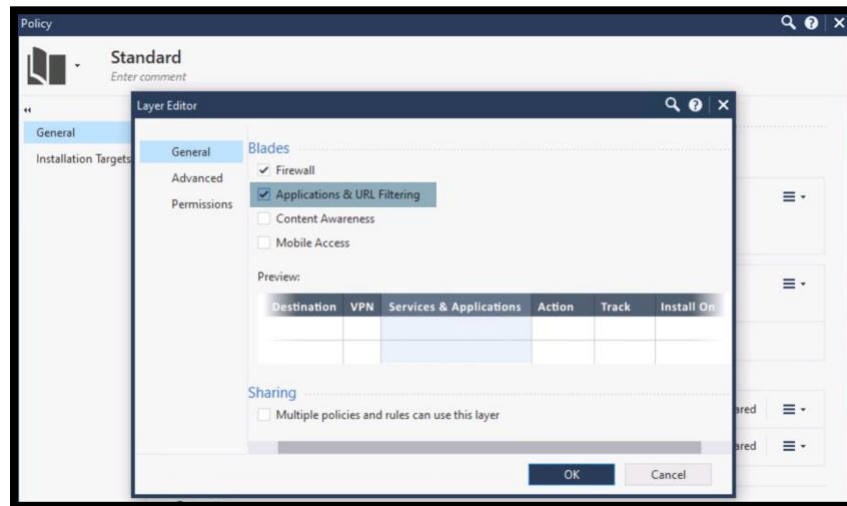 Policy
Standard
Enter comment
General
Installation Targets
Layer Editor
General
Advanced
Permissions
Blades
Firewall
Applications & URL Filtering
Content Awareness
Mobile Access
Preview:
Destination VPN Services & Applications Action Track Install On
Sharing
Multiple policies and rules can use this layer
ared
ared
OK Cancel